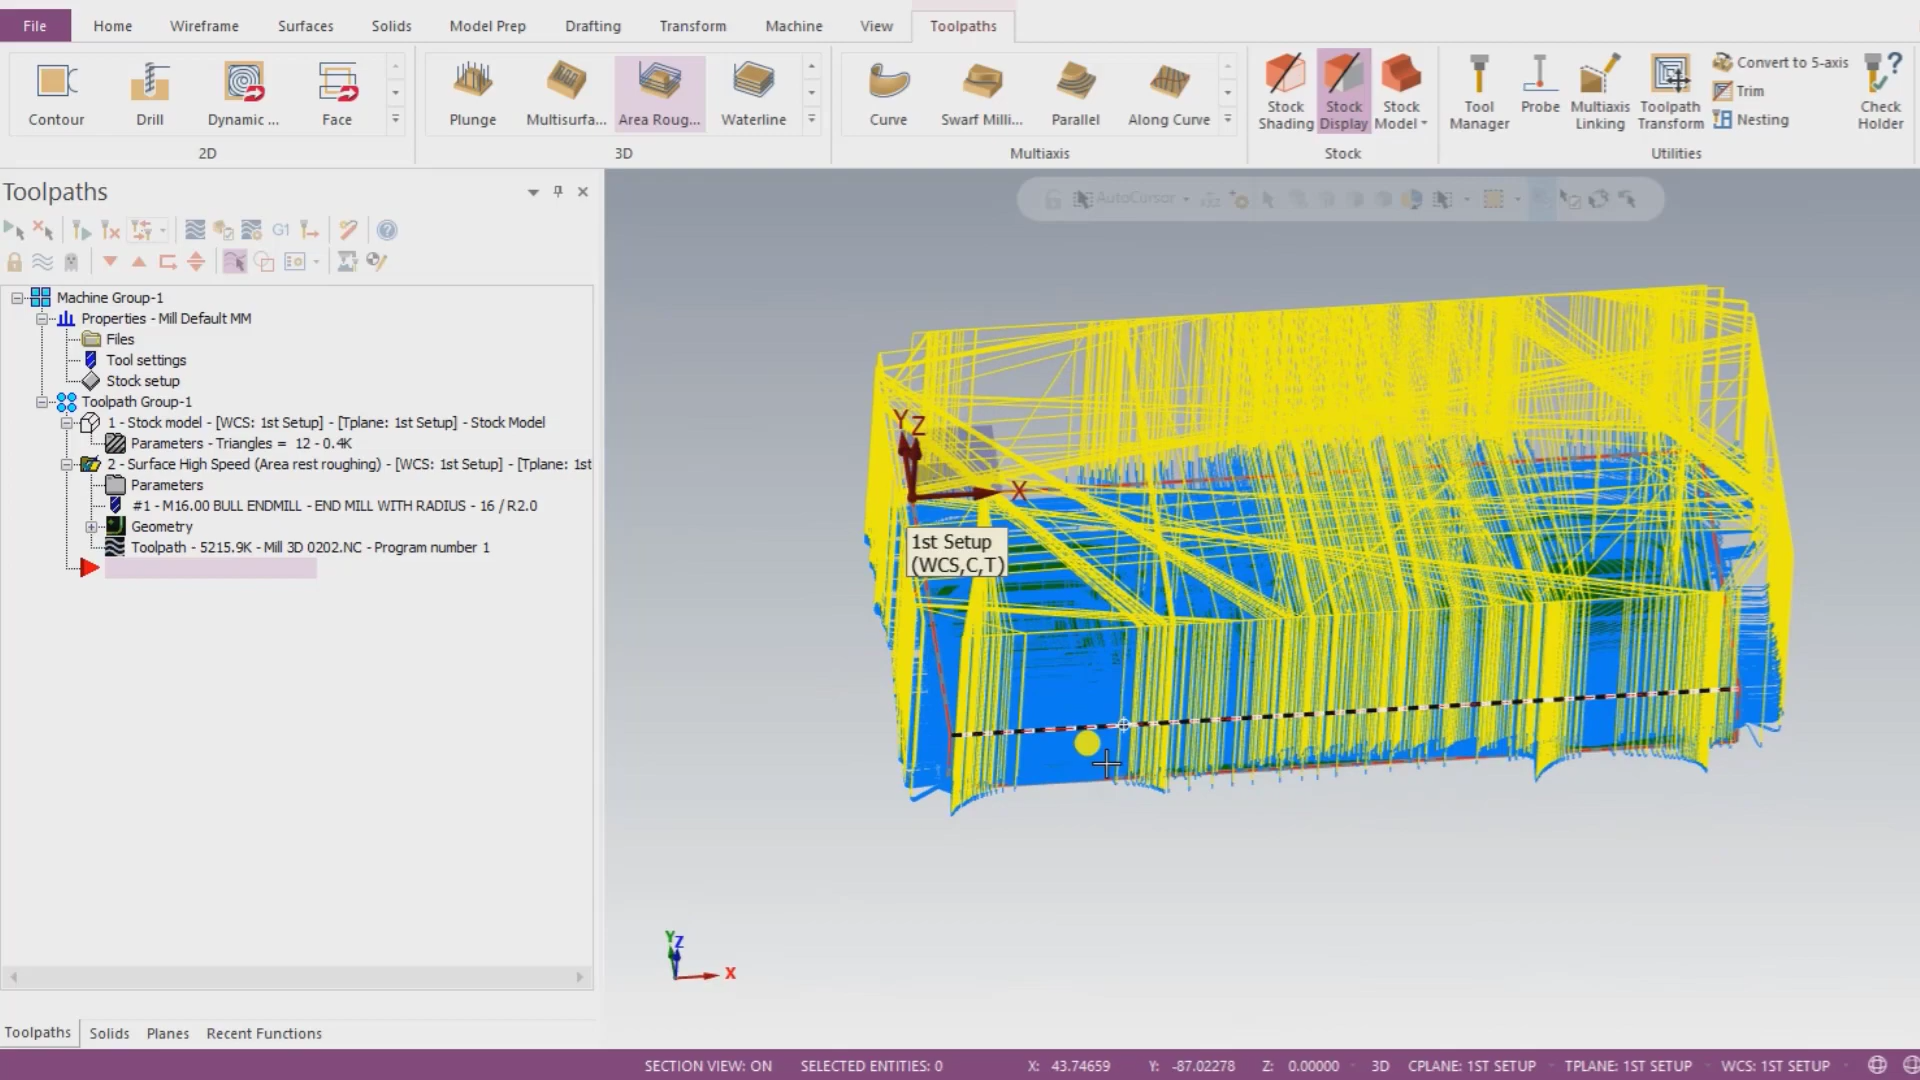 File Home Wireframe Surfaces Solids Model Prep Drafting Transform Machine View Toolpaths
Contour Drill Dynamic ... Face
2D
Plunge Multisurfa... Area Roug... Waterline
3D
Curve Swarf Milli... Parallel Along Curve
Multiaxis
Stock Shading
Stock Display
Stock Model
Stock
Tool Manager
Probe
Multiaxis Linking
Toolpath Transform
Convert to 5-axis
Trim
Nesting
Check Holder
Utilities
Toolpaths
G1
AutoCursor
Machine Group-1
Properties - Mill Default MM
Files
Tool settings
Stock setup
Toolpath Group-1
1 - Stock model - [WCS: 1st Setup] - [Tplane: 1st Setup] - Stock Model
Parameters - Triangles = 12 - 0.4K
2 - Surface High Speed (Area rest roughing) - [WCS: 1st Setup] - [Tplane: 1st
Parameters
#1 - M16.00 BULL ENDMILL - END MILL WITH RADIUS - 16 / R2.0
Geometry
Toolpath - 5215.9K - Mill 3D 0202.NC - Program number 1
Y Z
X
1st Setup
(WCS,C,T)
Y Z
X
Toolpaths Solids Planes Recent Functions
SECTION VIEW: ON SELECTED ENTITIES: 0 X: 43.74659 Y: -87.02278 Z: 0.00000 3D CPLANE: 1ST SETUP TPLANE: 1ST SETUP WCS: 1ST SETUP